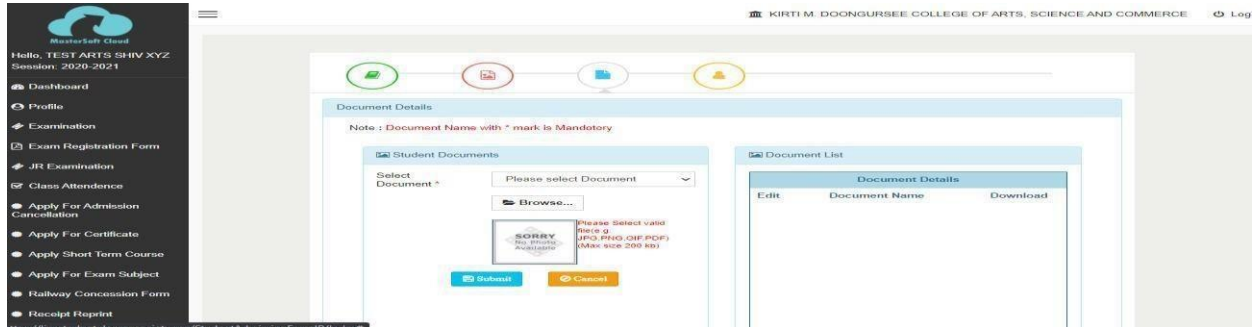 KIRTI M. DOONGURSEE COLLEGE OF ARTS, SCIENCE AND COMMERCE
Log
MasterSoft Cloud
Hello, TEST ARTS SHIV XYZ
Session: 2020-2021
Dashboard
Profile
Examination
Exam Registration Form
JR Examination
Class Attendence
Apply For Admission
Cancellation
Apply For Certificate
Apply Short Term Course
Apply For Exam Subject
Railway Concession Form
Receipt Reprint
Document Details
Note : Document Name with * mark is Mandotory
Student Documents
Select
Document *
Please select Document
Browse...
SORRY
No Photo
Available
Please Select valid
file(e.g.
JPG,PNG,GIF,PDF)
(Max size 200 kb)
Submit
Cancel
Document List
Document Details
Edit
Document Name
Download